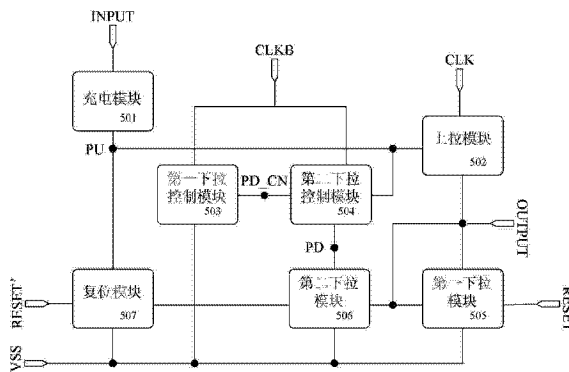 INPUT
CLKB
CLK
充电模块
501
PU
上拉模块
502
第一下拉
控制模块
503
PD_CN
第二下拉
控制模块
504
OUTPUT
PD
RESET'
复位模块
507
第二下拉
模块
506
第一下拉
模块
505
RESET
VSS